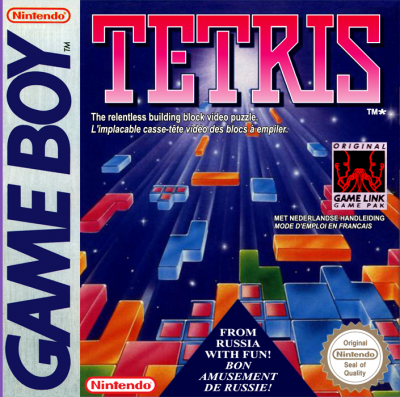 Nintendo
GAME BOY
TM
TETRIS
TM*
The relentless building block video puzzle.
L'implacable casse-tête vidéo des blocs à empiler.
ORIGINAL
GAME LINK
GAME PAK
MET NEDERLANDSE HANDLEIDING
MODE D'EMPLOI EN FRANCAIS
FROM
RUSSIA
WITH FUN!
BON
AMUSEMENT
DE RUSSIE!
Nintendo
Original
Nintendo
Seal of
Quality